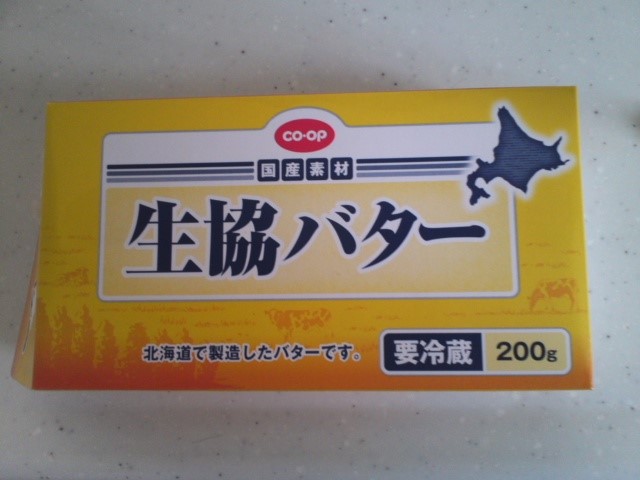 CO·OP
国産素材
生協バター
北海道で製造したバターです。
要冷蔵 200g